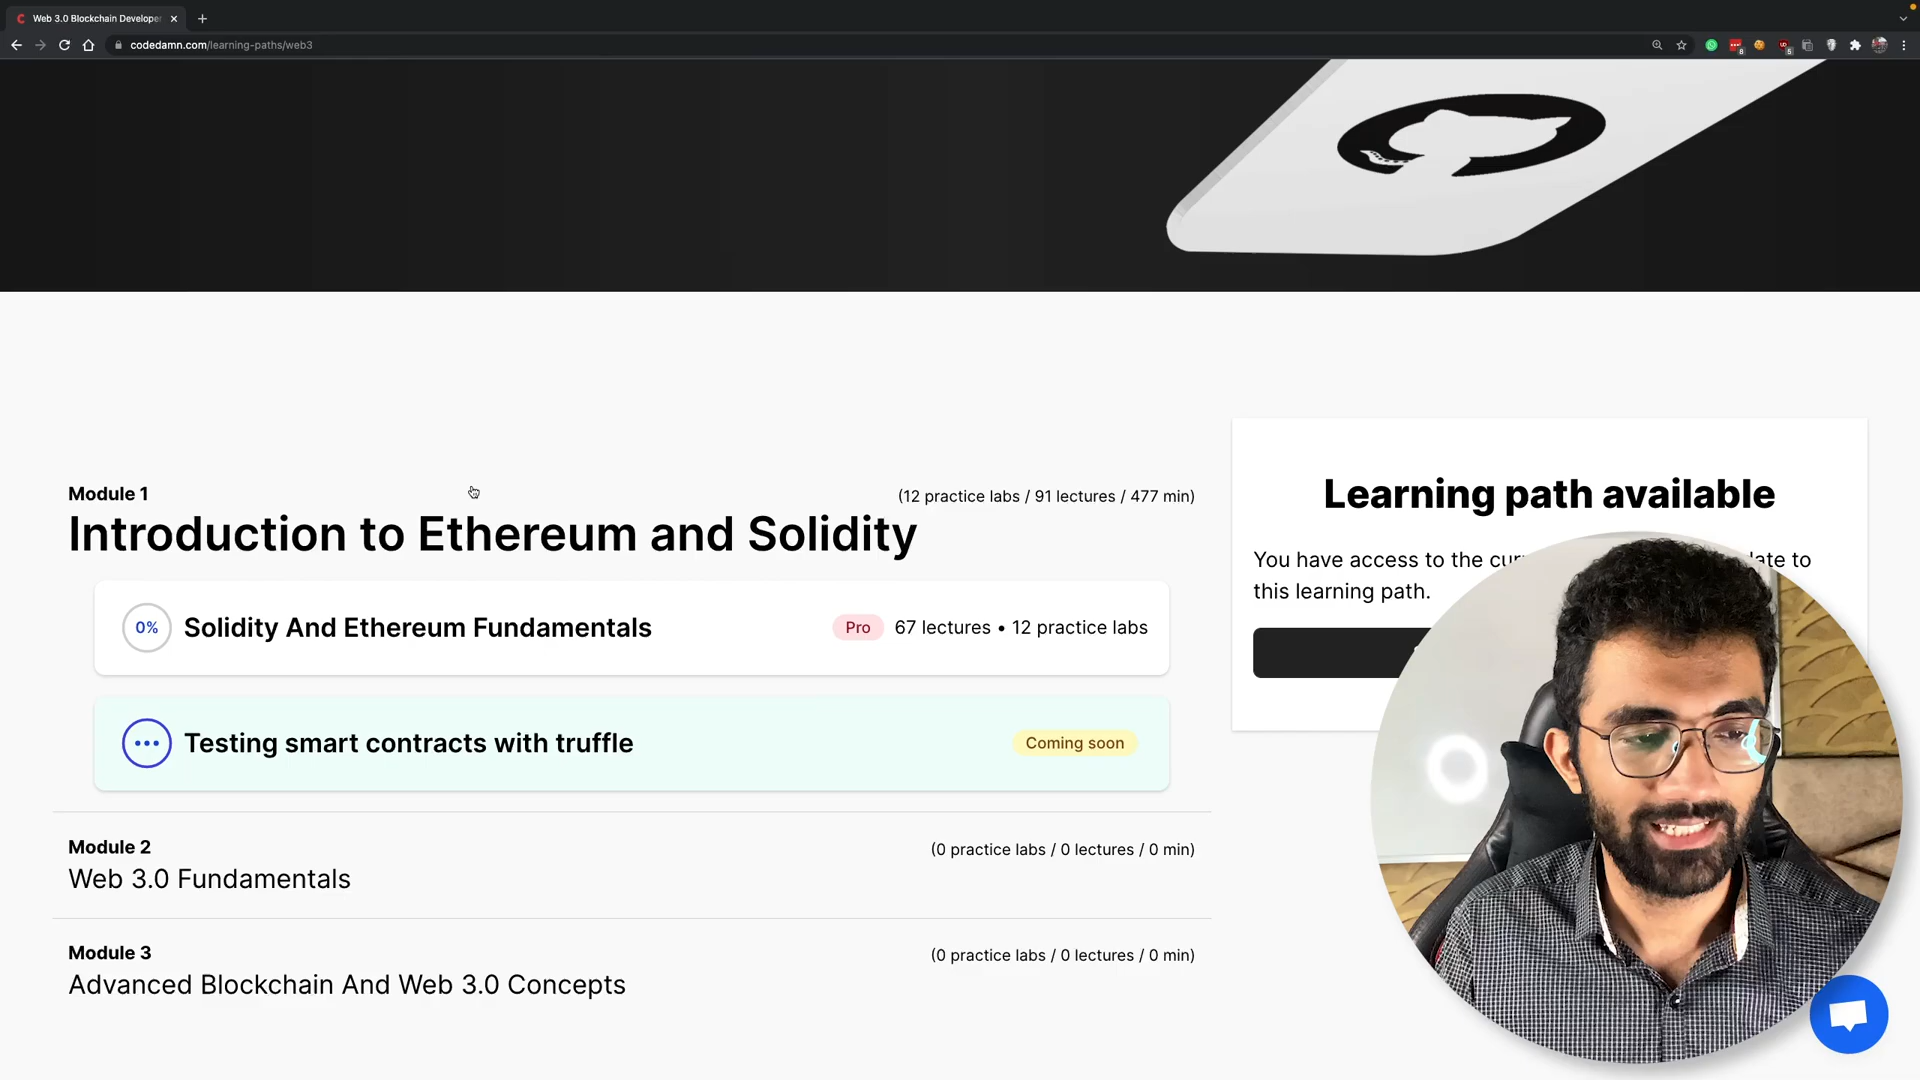 Web 3.0 Blockchain Developer
codedamn.com/learning-paths/web3
8
5
Module 1
(12 practice labs / 91 lectures / 477 min)
Introduction to Ethereum and Solidity
0%
Solidity And Ethereum Fundamentals
Pro
67 lectures • 12 practice labs
Testing smart contracts with truffle
Coming soon
Module 2
(0 practice labs / 0 lectures / 0 min)
Web 3.0 Fundamentals
Module 3
(0 practice labs / 0 lectures / 0 min)
Advanced Blockchain And Web 3.0 Concepts
Learning path available
You have access to the to
this learning path.